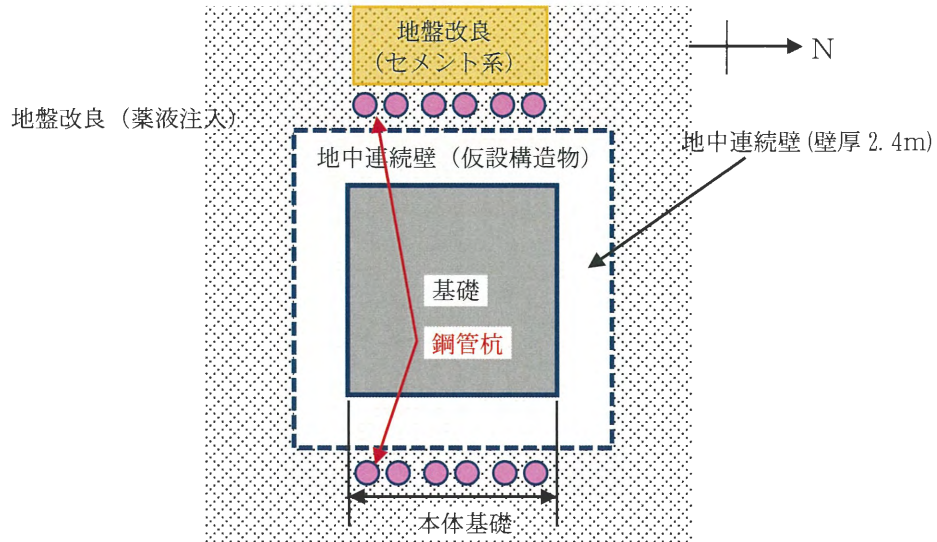 地盤改良
（セメント系）
N
地盤改良（薬液注入）
地中連続壁(壁厚 2.4m)
地中連続壁（仮設構造物）
基礎
鋼管杭
本体基礎